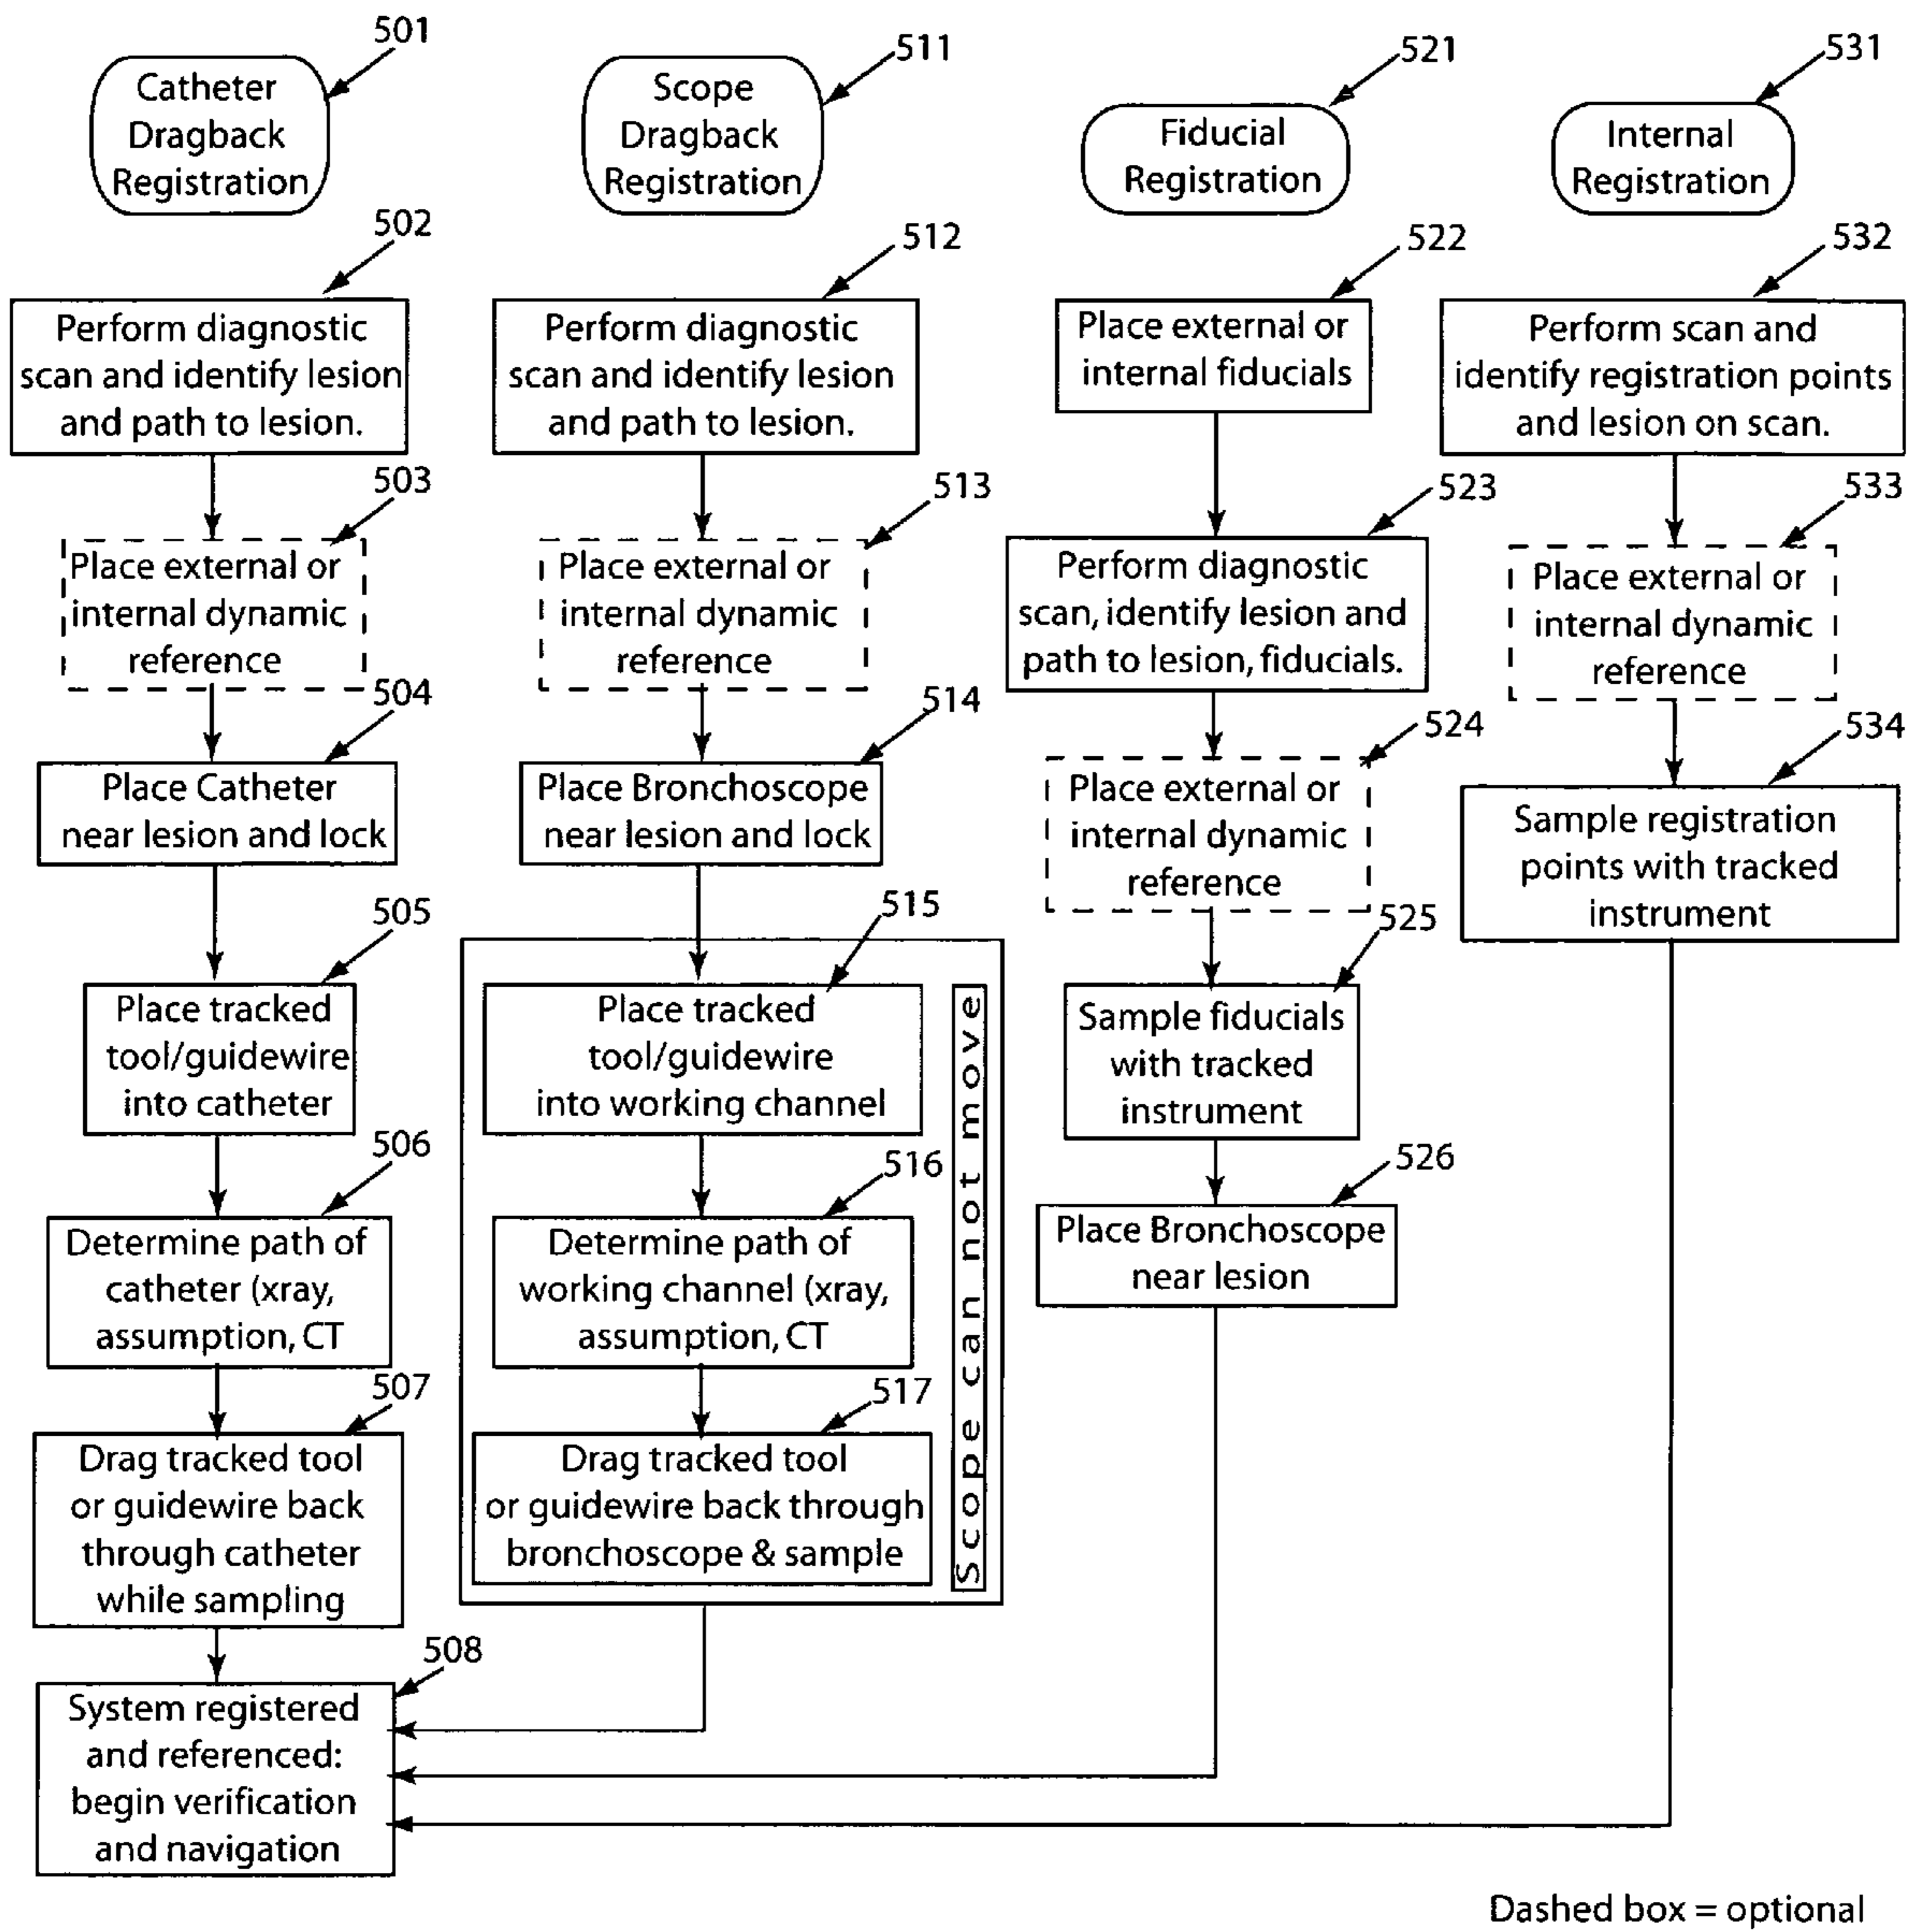 501
Catheter
Dragback
Registration
502
Perform diagnostic
scan and identify lesion
and path to lesion.
503
Place external or
internal dynamic
reference
504
Place Catheter
near lesion and lock
505
Place tracked
tool/guidewire
into catheter
506
Determine path of
catheter (xray,
assumption, CT
507
Drag tracked tool
or guidewire back
through catheter
while sampling
508
System registered
and referenced:
begin verification
and navigation
511
Scope
Dragback
Registration
512
Perform diagnostic
scan and identify lesion
and path to lesion.
513
Place external or
internal dynamic
reference
514
Place Bronchoscope
near lesion and lock
515
Place tracked
tool/guidewire
into working channel
516
Determine path of
working channel (xray,
assumption, CT
517
Drag tracked tool
or guidewire back through
bronchoscope & sample
Scope can not move
521
Fiducial
Registration
522
Place external or
internal fiducials
523
Perform diagnostic
scan, identify lesion and
path to lesion, fiducials.
524
Place external or
internal dynamic
reference
525
Sample fiducials
with tracked
instrument
526
Place Bronchoscope
near lesion
531
Internal
Registration
532
Perform scan and
identify registration points
and lesion on scan.
533
Place external or
internal dynamic
reference
534
Sample registration
points with tracked
instrument
Dashed box = optional